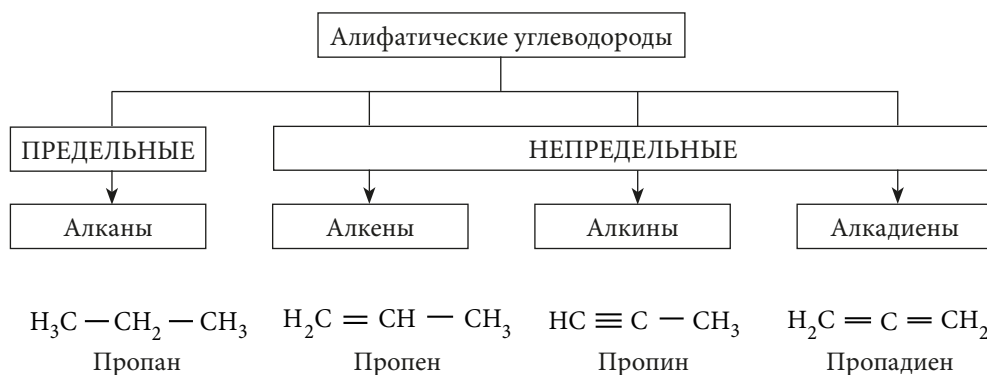 Алифатические углеводороды
ПРЕДЕЛЬНЫЕ НЕПРЕДЕЛЬНЫЕ
Алканы Алкены Алкины Алкадиены
H₃C — CH₂ — CH₃ H₂C = CH — CH₃ HC ≡ C — CH₃ H₂C = C = CH₂
Пропан Пропен Пропин Пропадиен